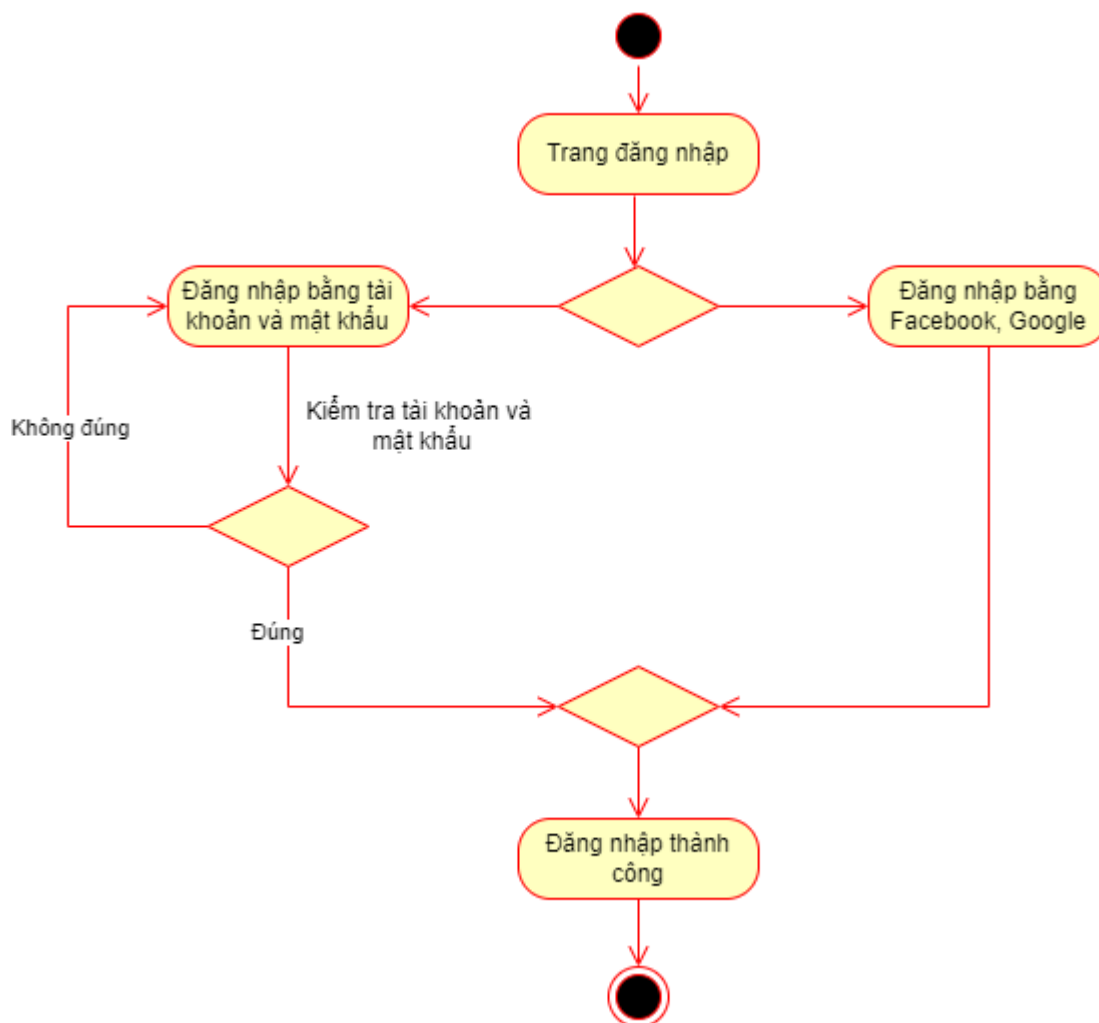 Trang đăng nhập
Đăng nhập bằng tài
khoản và mật khẩu
Đăng nhập bằng
Facebook, Google
Không đúng
Kiểm tra tài khoản và
mật khẩu
Đúng
Đăng nhập thành
công